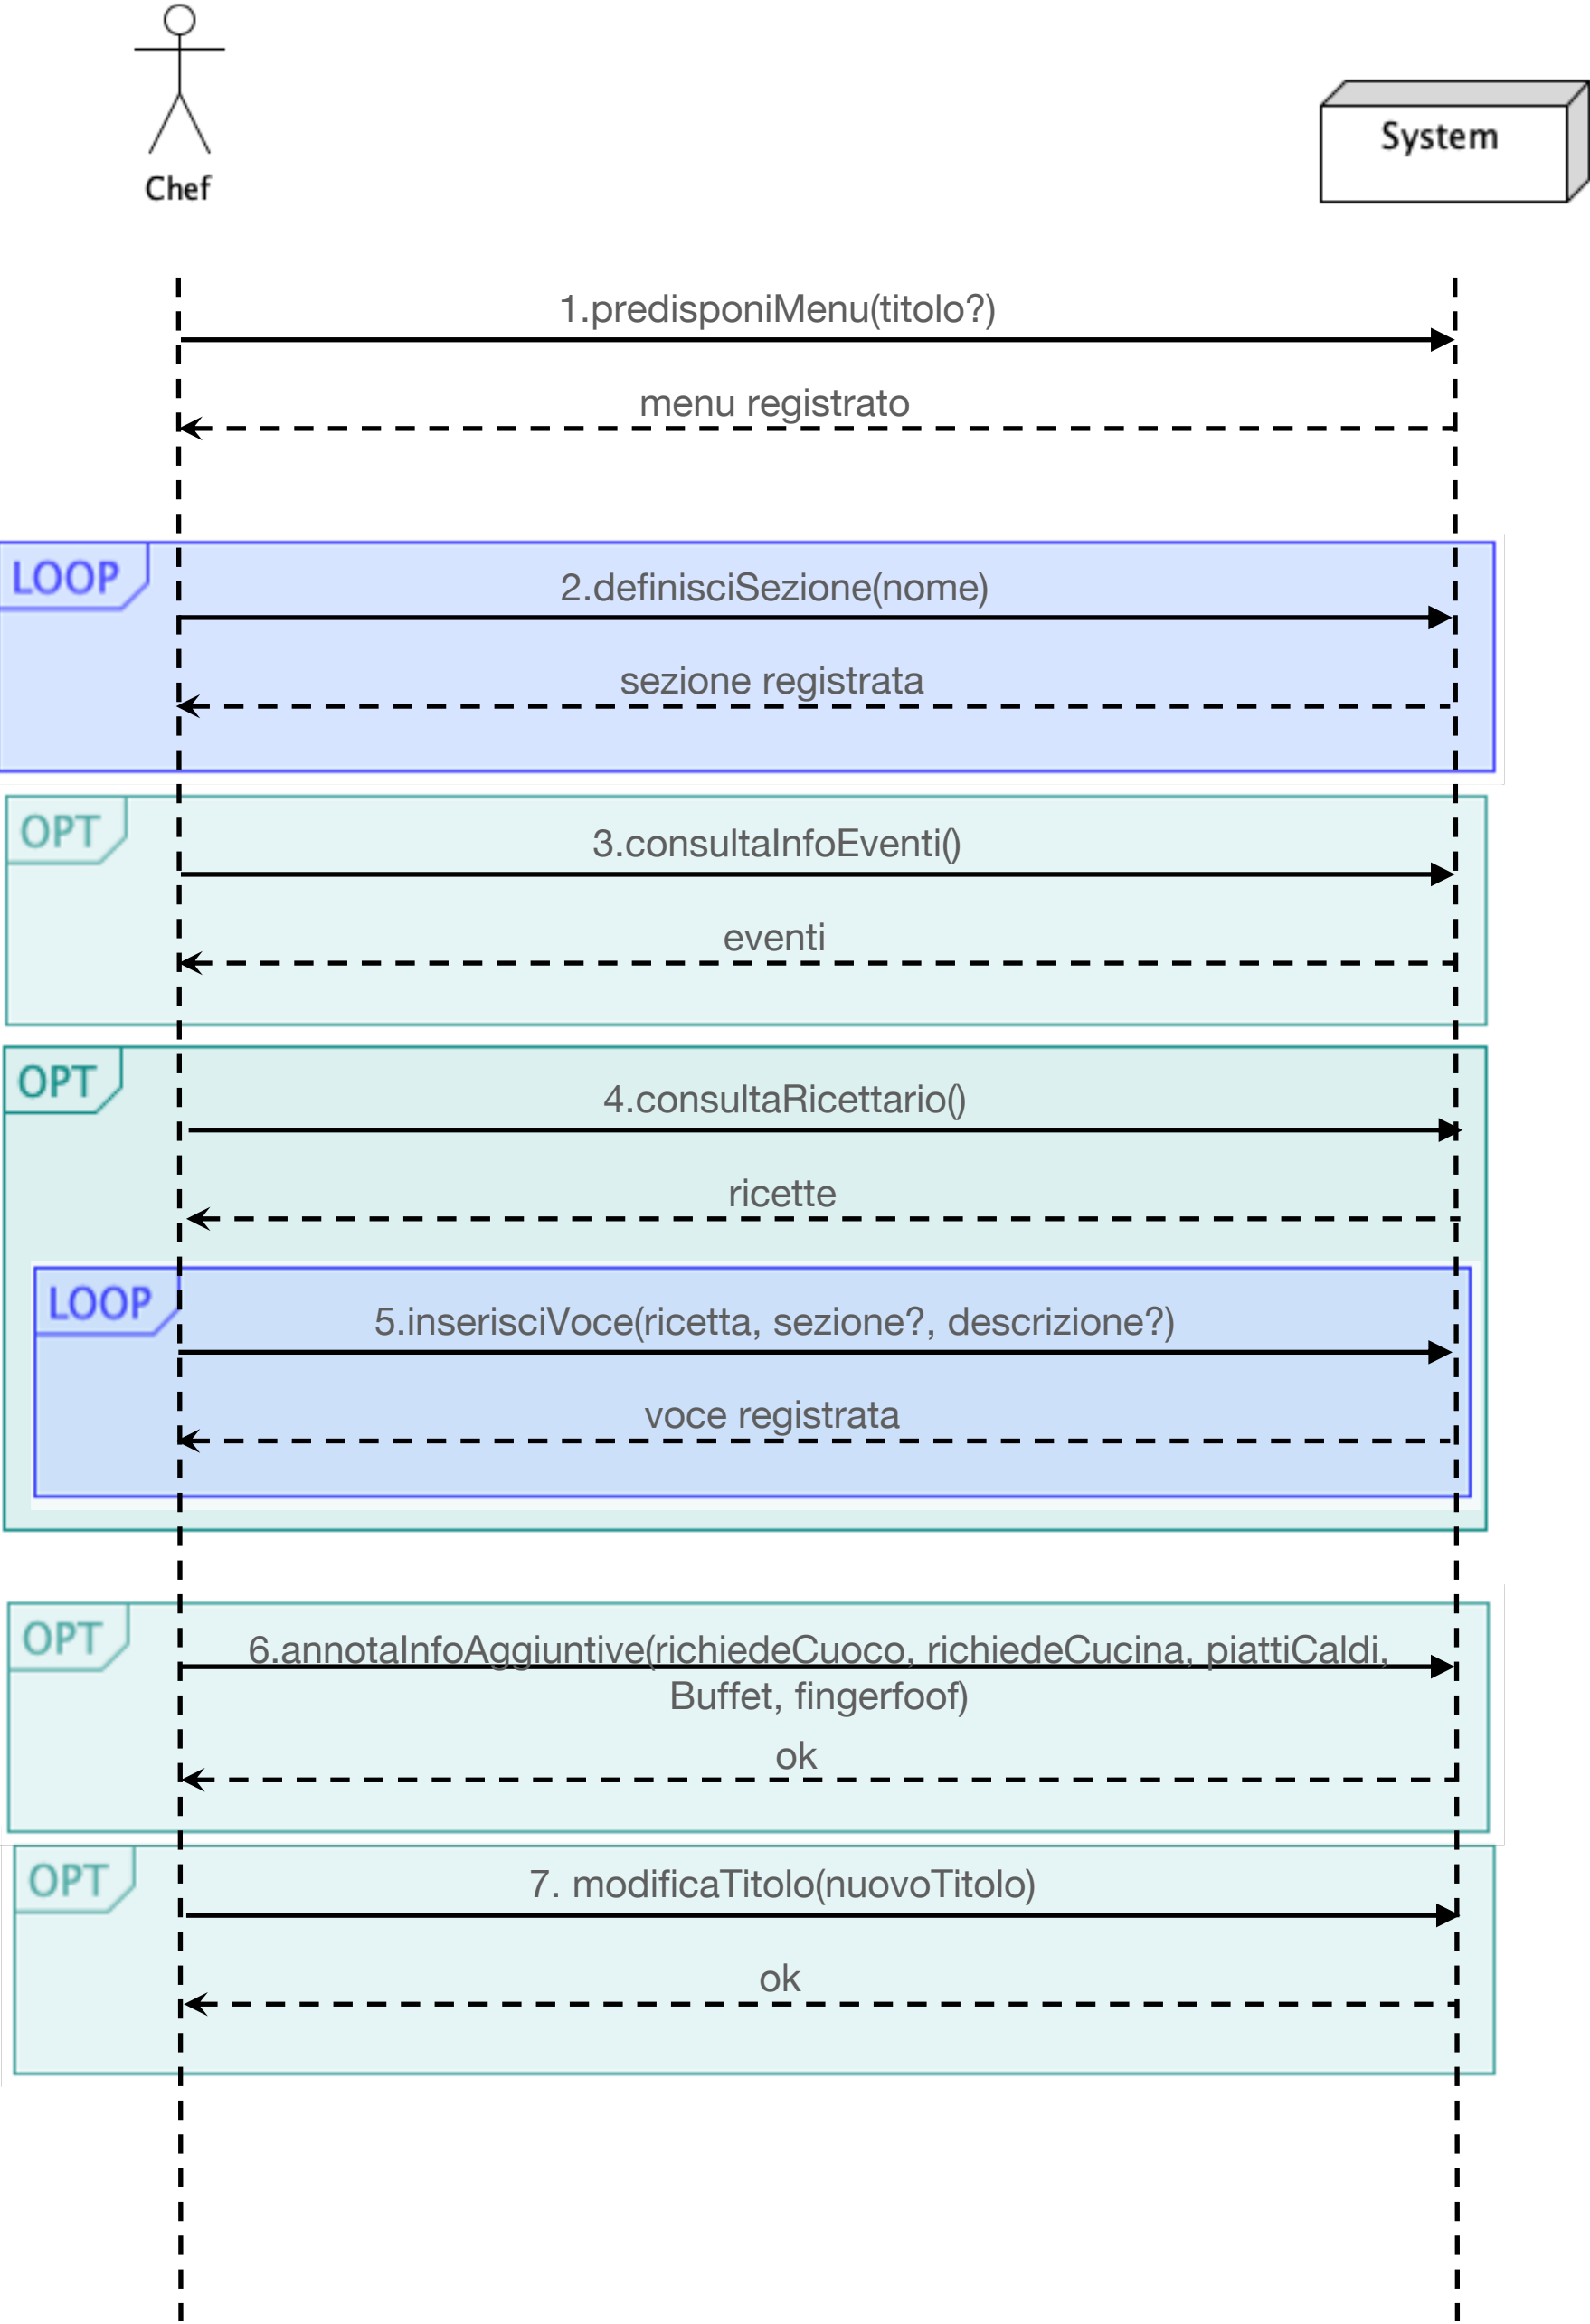 System
Chef
1.predisponiMenu(titolo?)
menu registrato
LOOP
2.definisciSezione(nome)
sezione registrata
OPT
3.consultaInfoEventi()
eventi
OPT
4.consultaRicettario()
ricette
LOOP
5.inserisciVoce(ricetta, sezione?, descrizione?)
voce registrata
OPT
6.annotaInfoAggiuntive(richiedeCuoco, richiedeCucina, piattiCaldi,
Buffet, fingerfoof)
ok
OPT
7. modificaTitolo(nuovoTitolo)
ok